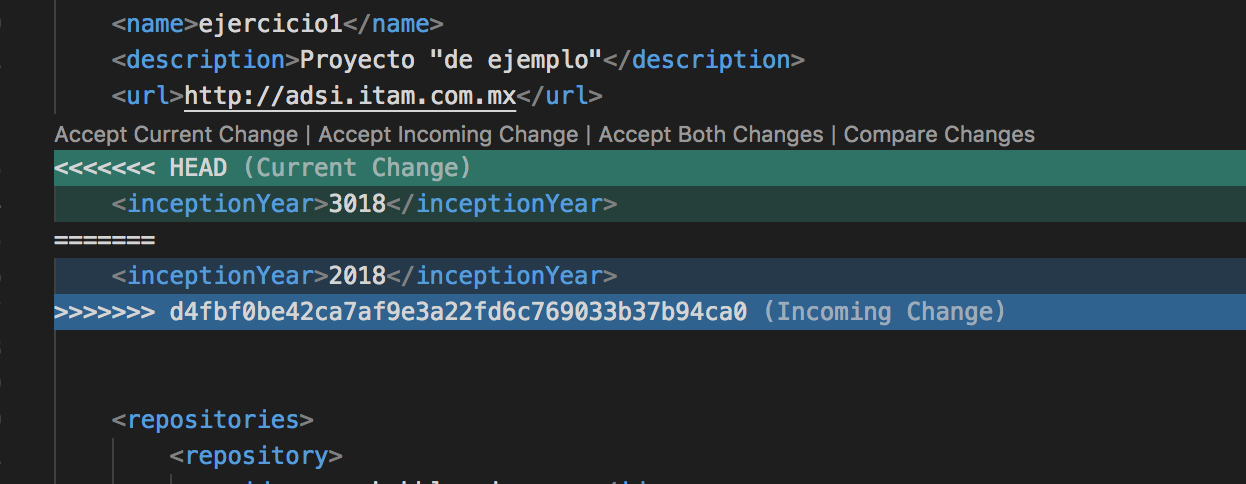 <name>ejercicio1</name>
<description>Proyecto "de ejemplo"</description>
<url>http://adsi.itam.com.mx</url>
Accept Current Change | Accept Incoming Change | Accept Both Changes | Compare Changes
<<<<<<< HEAD (Current Change)
<inceptionYear>3018</inceptionYear>
=======
<inceptionYear>2018</inceptionYear>
>>>>>>> d4fbf0be42ca7af9e3a22fd6c769033b37b94ca0 (Incoming Change)
<repositories>
<repository>